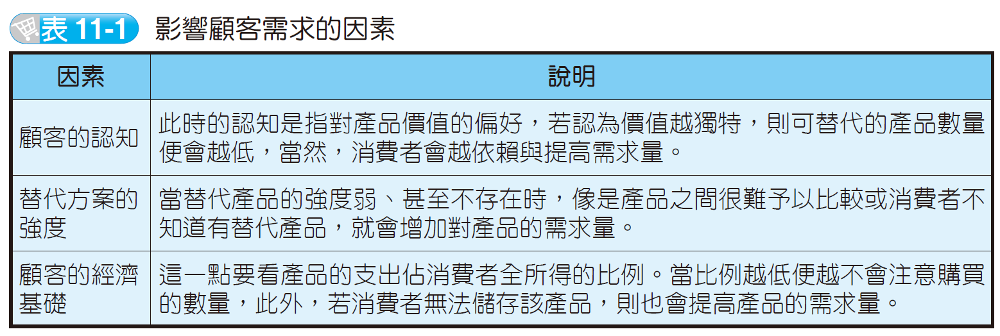 表 11-1 影響顧客需求的因素
因素 說明
顧客的認知
此時的認知是指對產品價值的偏好，若認為價值越獨特，則可替代的產品數量
便會越低，當然，消費者會越依賴與提高需求量。
替代方案的
強度
當替代產品的強度弱、甚至不存在時，像是產品之間很難予以比較或消費者不
知道有替代產品，就會增加對產品的需求量。
顧客的經濟
基礎
這一點要看產品的支出佔消費者全所得的比例。當比例越低便越不會注意購買
的數量，此外，若消費者無法儲存該產品，則也會提高產品的需求量。